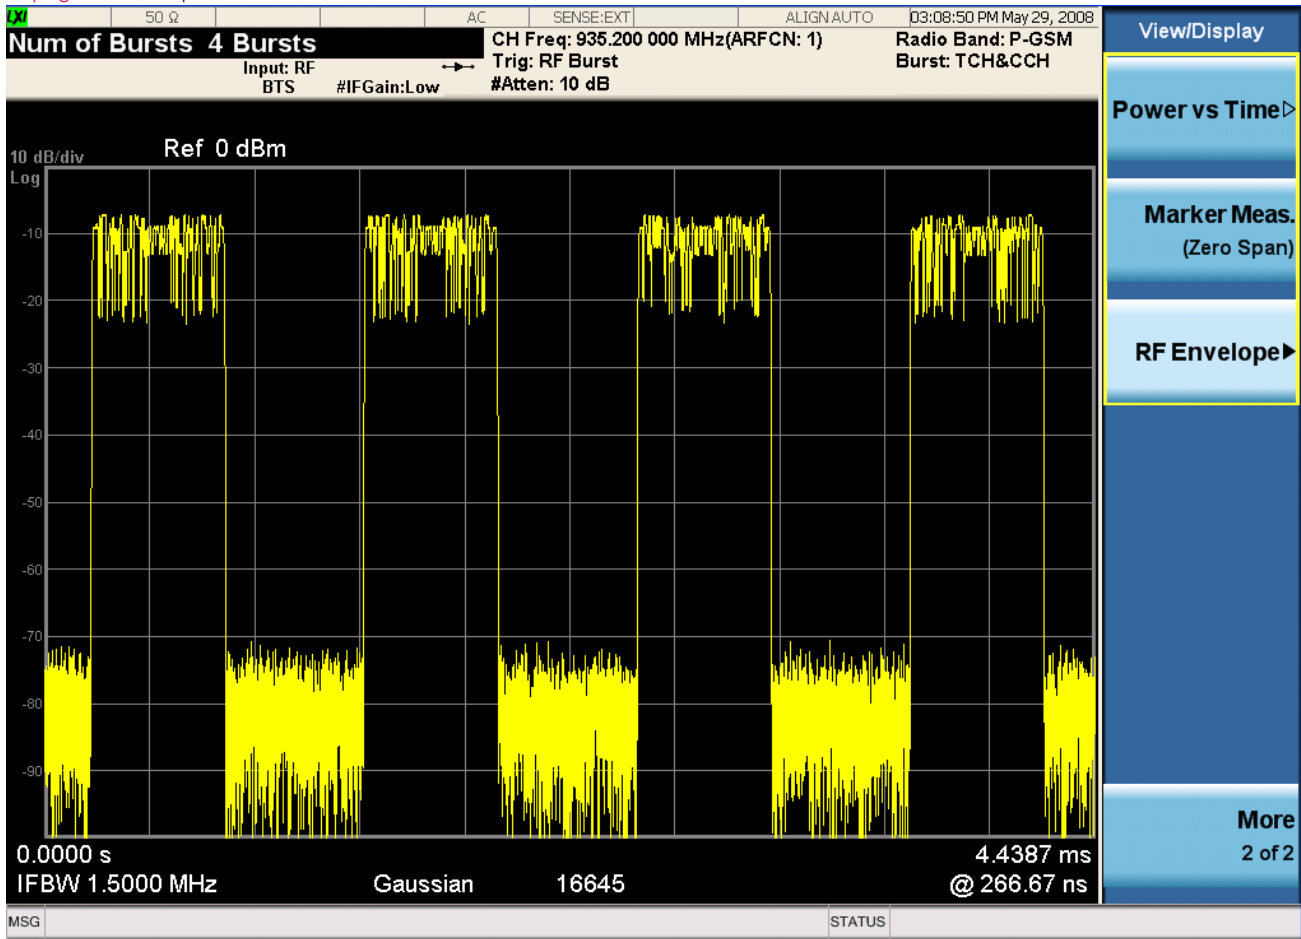 LXI 50 Ω AC SENSE:EXT ALIGN AUTO 03:08:50 PM May 29, 2008
Num of Bursts 4 Bursts
CH Freq: 935.200 000 MHz(ARFCN: 1) Radio Band: P-GSM
Input: RF Trig: RF Burst Burst: TCH&CCH
BTS #IFGain:Low #Atten: 10 dB
10 dB/div Ref 0 dBm
Log
-10
-20
-30
-40
-50
-60
-70
-80
-90
0.0000 s 4.4387 ms
IFBW 1.5000 MHz Gaussian 16645 @ 266.67 ns
MSG STATUS
View/Display
Power vs Time
Marker Meas.
(Zero Span)
RF Envelope
More
2 of 2